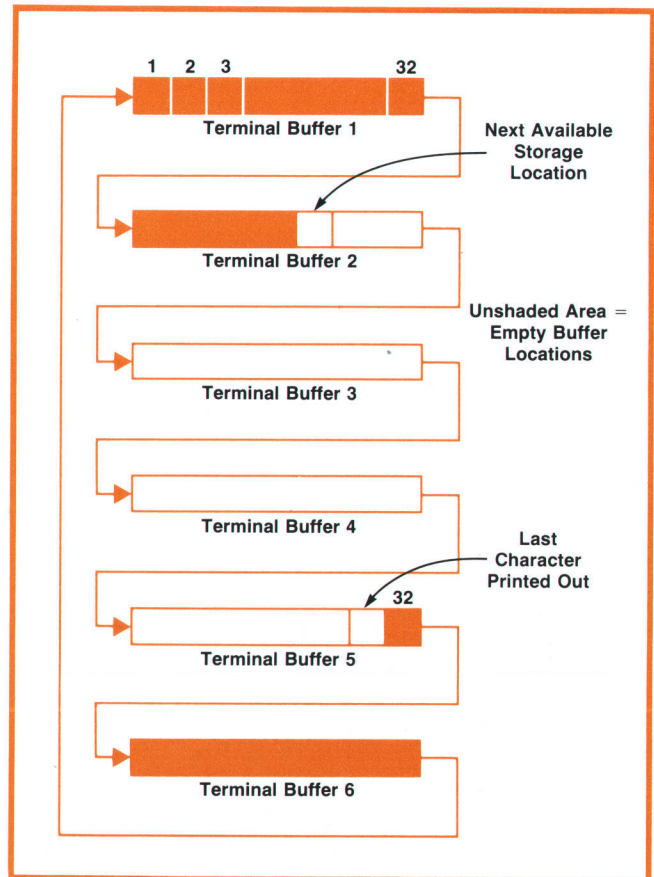 1 2 3 32
Terminal Buffer 1
Next Available
Storage
Location
Terminal Buffer 2
Unshaded Area =
Empty Buffer
Locations
Terminal Buffer 3
Terminal Buffer 4
Last
Character
Printed Out
32
Terminal Buffer 5
Terminal Buffer 6